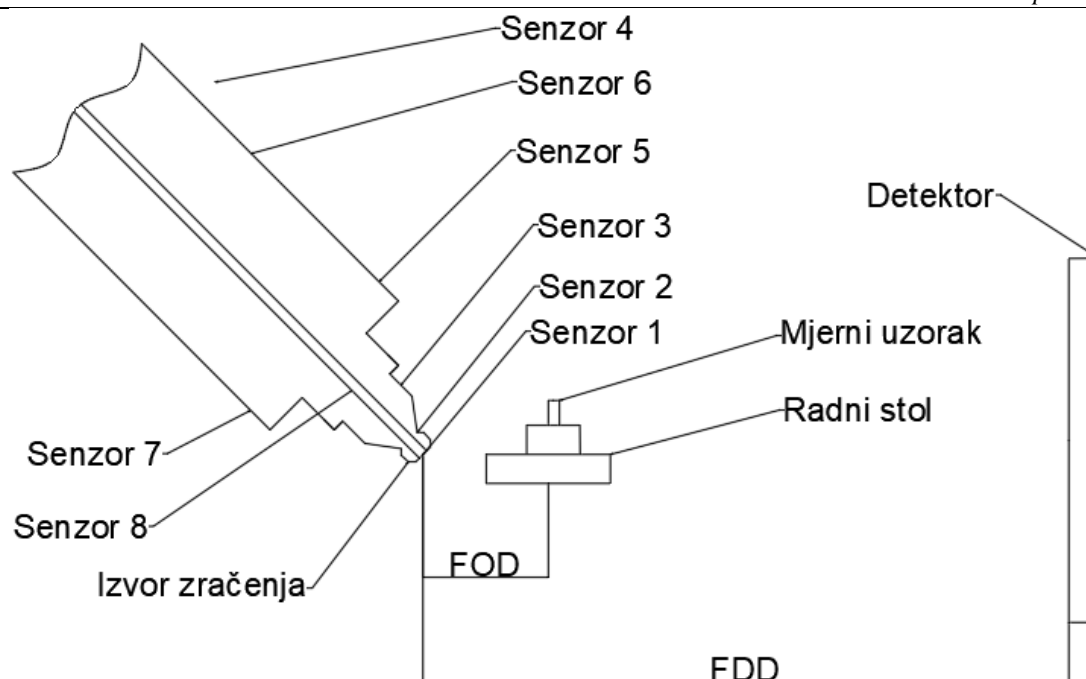 Senzor 4
Senzor 6
Senzor 5
Detektor
Senzor 3
Senzor 2
Senzor 1
Mjerni uzorak
Radni stol
Senzor 7
Senzor 8
FOD
Izvor zračenja
FDD